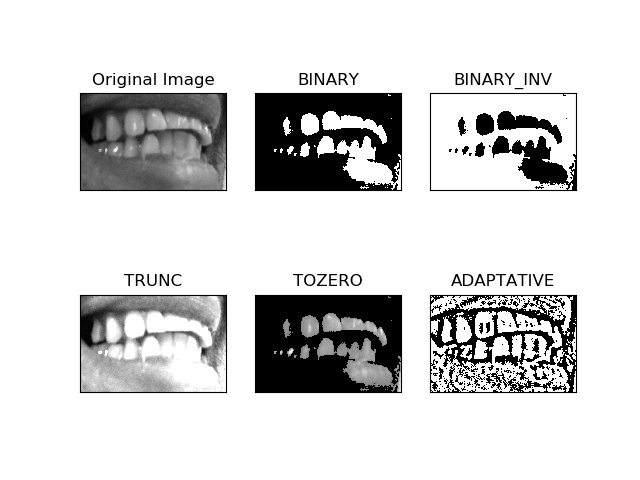 Original Image
BINARY
BINARY_INV
TRUNC
TOZERO
ADAPTATIVE